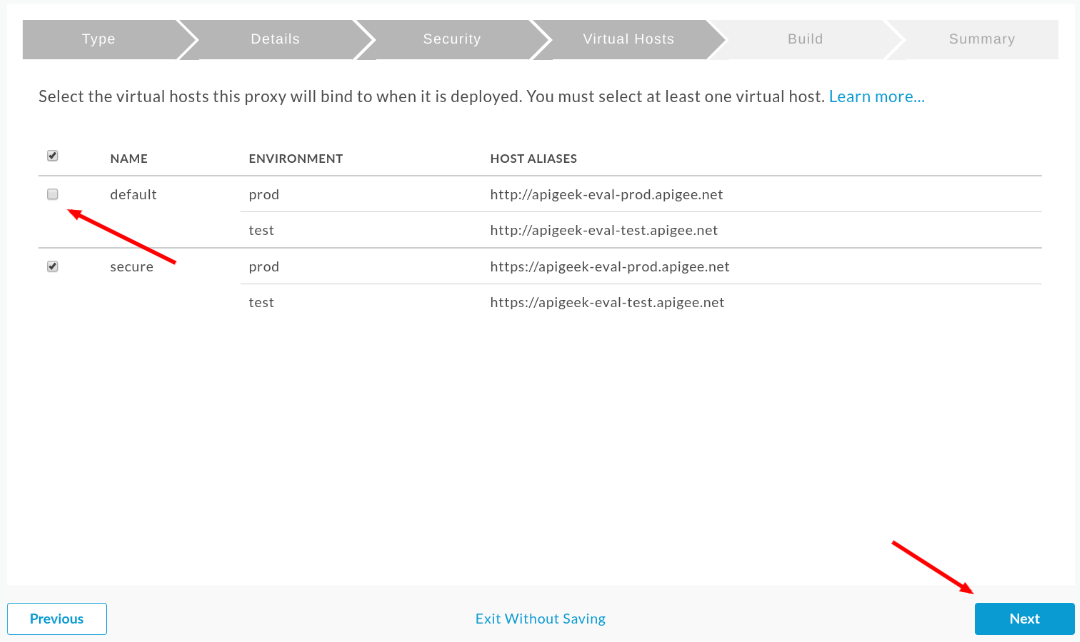 Type Details Security Virtual Hosts Build Summary
Select the virtual hosts this proxy will bind to when it is deployed. You must select at least one virtual host. Learn more...
NAME ENVIRONMENT HOST ALIASES
default prod http://apigeek-eval-prod.apigee.net
test http://apigeek-eval-test.apigee.net
secure prod https://apigeek-eval-prod.apigee.net
test https://apigeek-eval-test.apigee.net
Previous Exit Without Saving Next